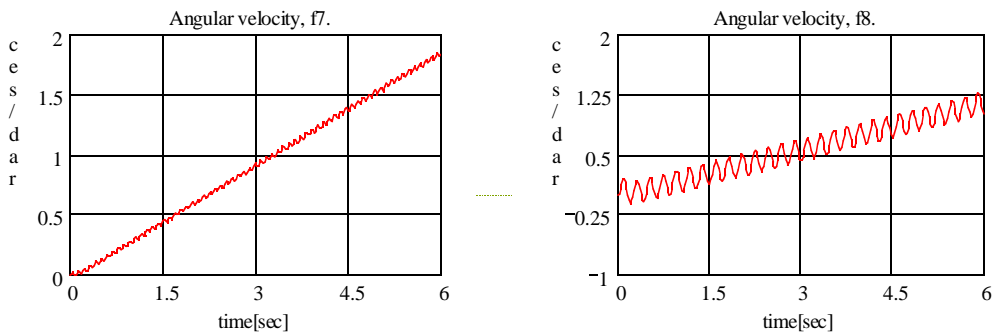 Angular velocity, f7.
c
e
s
/
d
a
r
2
1.5
1
0.5
0
0 1.5 3 4.5 6
time[sec]
Angular velocity, f8.
c
e
s
/
d
a
r
2
1.25
0.5
−0.25
−1
0 1.5 3 4.5 6
time[sec]